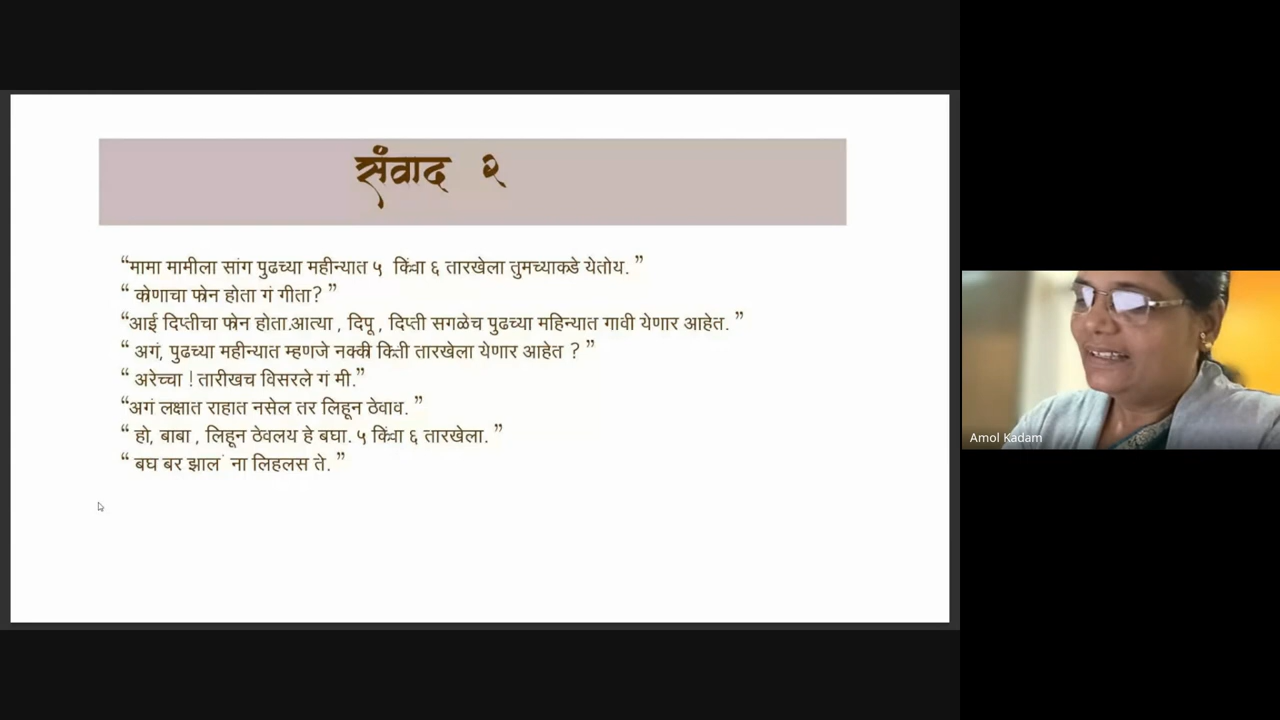 संवाद २
“मामा मामीला सांग पुढच्या महीन्यात ५ किंवा ६ तारखेला तुमच्याकडे येतोय. ”
“ कोणाचा फोन होता गं गीता? ”
“आई दिप्तीचा फोन होता.आत्या , दिपू , दिप्ती सगळेच पुढच्या महिन्यात गावी येणार आहेत. ”
“ अगं, पुढच्या महीन्यात म्हणजे नक्की किती तारखेला येणार आहेत ? ”
“ अरेच्चा ! तारीखच विसरले गं मी.”
“अगं लक्षात राहात नसेल तर लिहून ठेवाव. ”
“ हो, बाबा , लिहून ठेवलय हे बघा. ५ किंवा ६ तारखेला. ”
“ बघ बर झालं ना लिहलस ते. ”
Amol Kadam